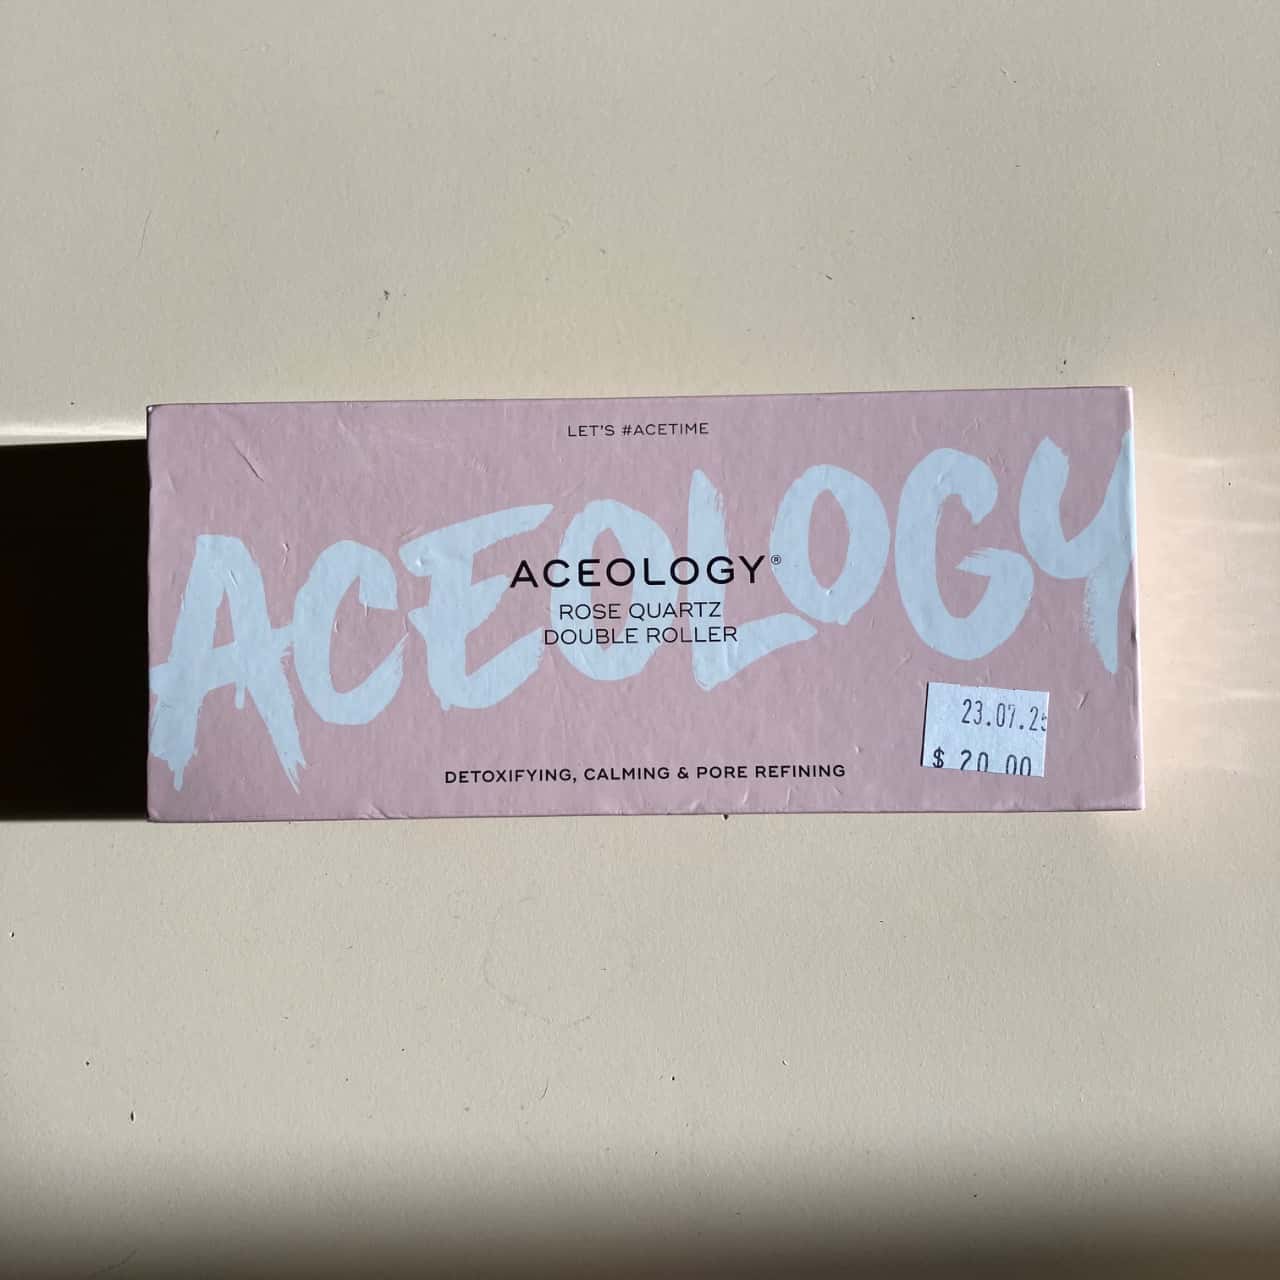 LET'S #ACETIME
ACEOLOGY
ACEOLOGY®
ROSE QUARTZ
DOUBLE ROLLER
23.07.25
$ 20.00
DETOXIFYING, CALMING & PORE REFINING